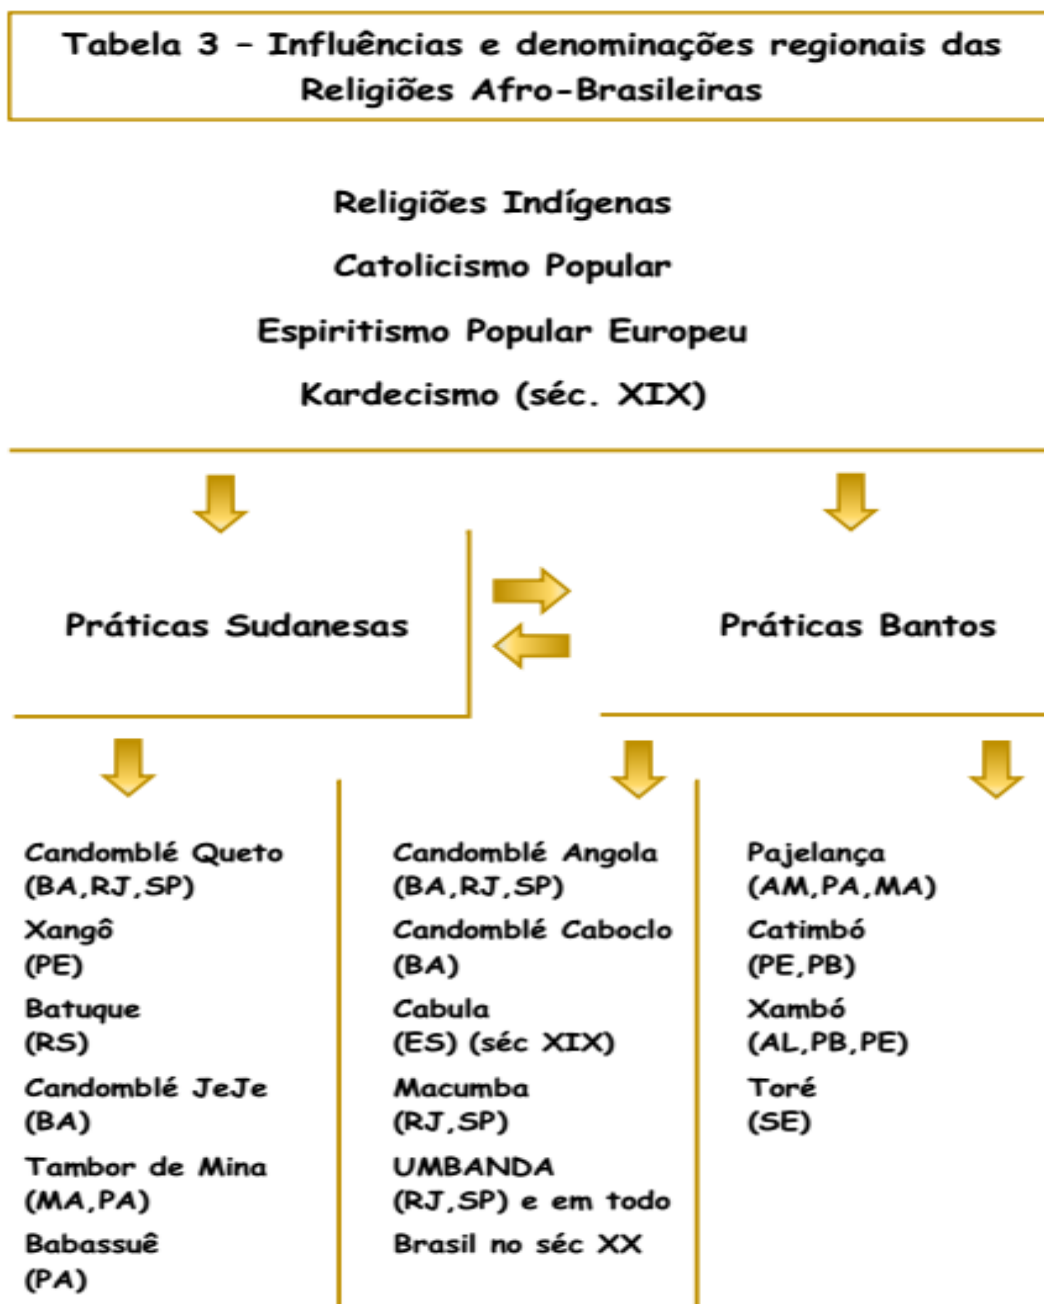 Tabela 3 – Influências e denominações regionais das
Religiões Afro-Brasileiras
Religiões Indígenas
Catolicismo Popular
Espiritismo Popular Europeu
Kardecismo (séc. XIX)
Práticas Sudanesas
Práticas Bantos
Candomblé Queto
(BA,RJ,SP)
Xangô
(PE)
Batuque
(RS)
Candomblé JeJe
(BA)
Tambor de Mina
(MA,PA)
Babassuê
(PA)
Candomblé Angola
(BA,RJ,SP)
Candomblé Caboclo
(BA)
Cabula
(ES) (séc XIX)
Macumba
(RJ,SP)
UMBANDA
(RJ,SP) e em todo
Brasil no séc XX
Pajelança
(AM,PA,MA)
Catimbó
(PE,PB)
Xambó
(AL,PB,PE)
Toré
(SE)